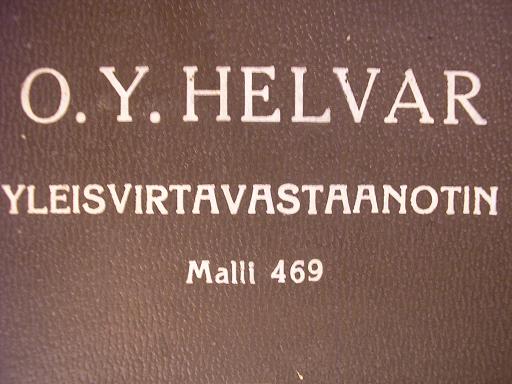 O.Y. HELVAR
YLEISVIRTAVASTAANOTIN
Malli 469